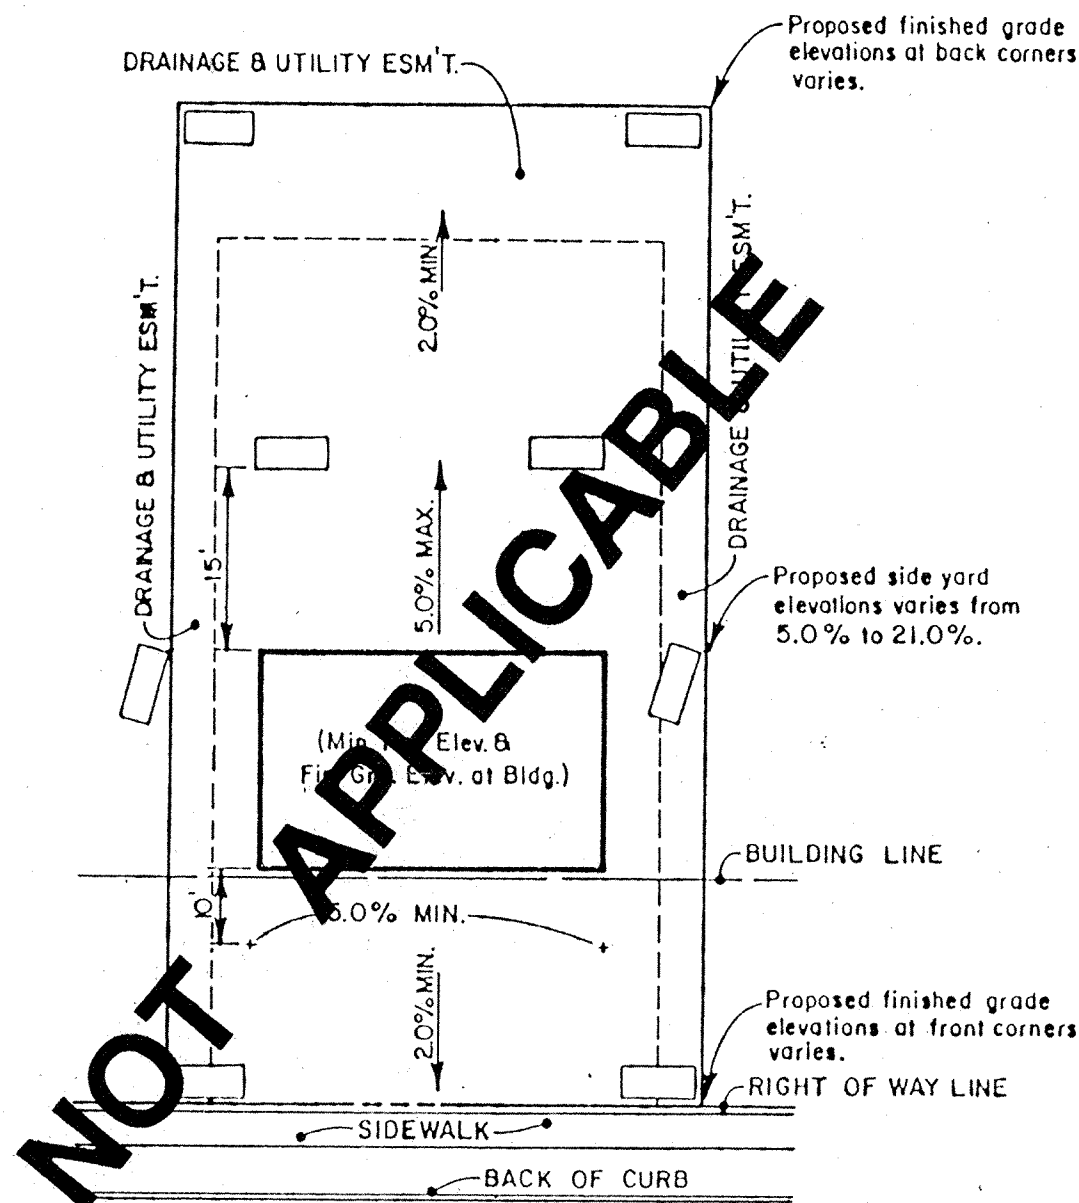 Proposed finished grade
elevations at back corners
varies.
DRAINAGE & UTILITY ESM'T.
2.0% MIN.
DRAINAGE & UTILITY ESM'T.
DRAINAGE & UTILITY ESM'T.
5.0% MAX.
15'
Proposed side yard
elevations varies from
5.0% to 21.0%.
(Min. Elev. &
Fin. Grd. Elev. at Bldg.)
BUILDING LINE
10'
5.0% MIN.
2.0% MIN.
Proposed finished grade
elevations at front corners
varies.
RIGHT OF WAY LINE
SIDEWALK
BACK OF CURB
NOT APPLICABLE